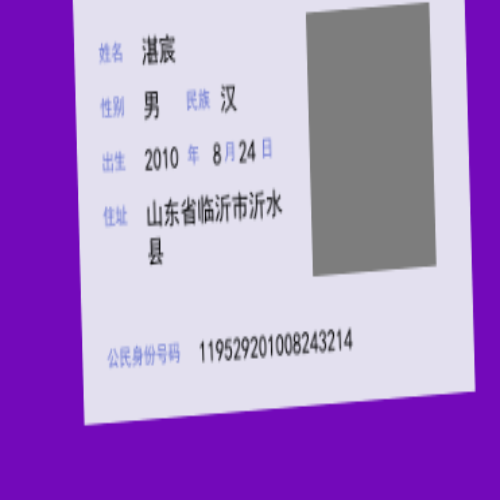 姓名 湛宸
性别 男 民族 汉
出生 2010 年 8 月 24 日
住址 山东省临沂市沂水
县
公民身份号码 119529201008243214